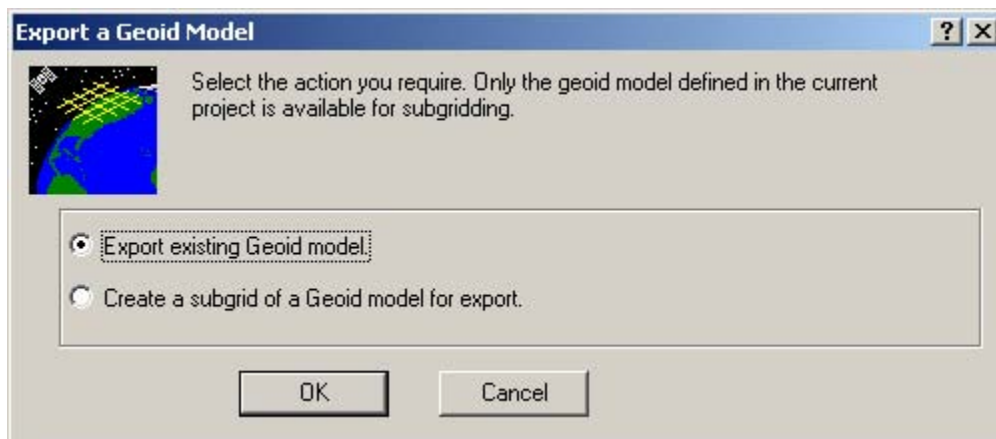 Export a Geoid Model
?
Select the action you require. Only the geoid model defined in the current
project is available for subgridding.
Export existing Geoid model.
Create a subgrid of a Geoid model for export.
OK Cancel